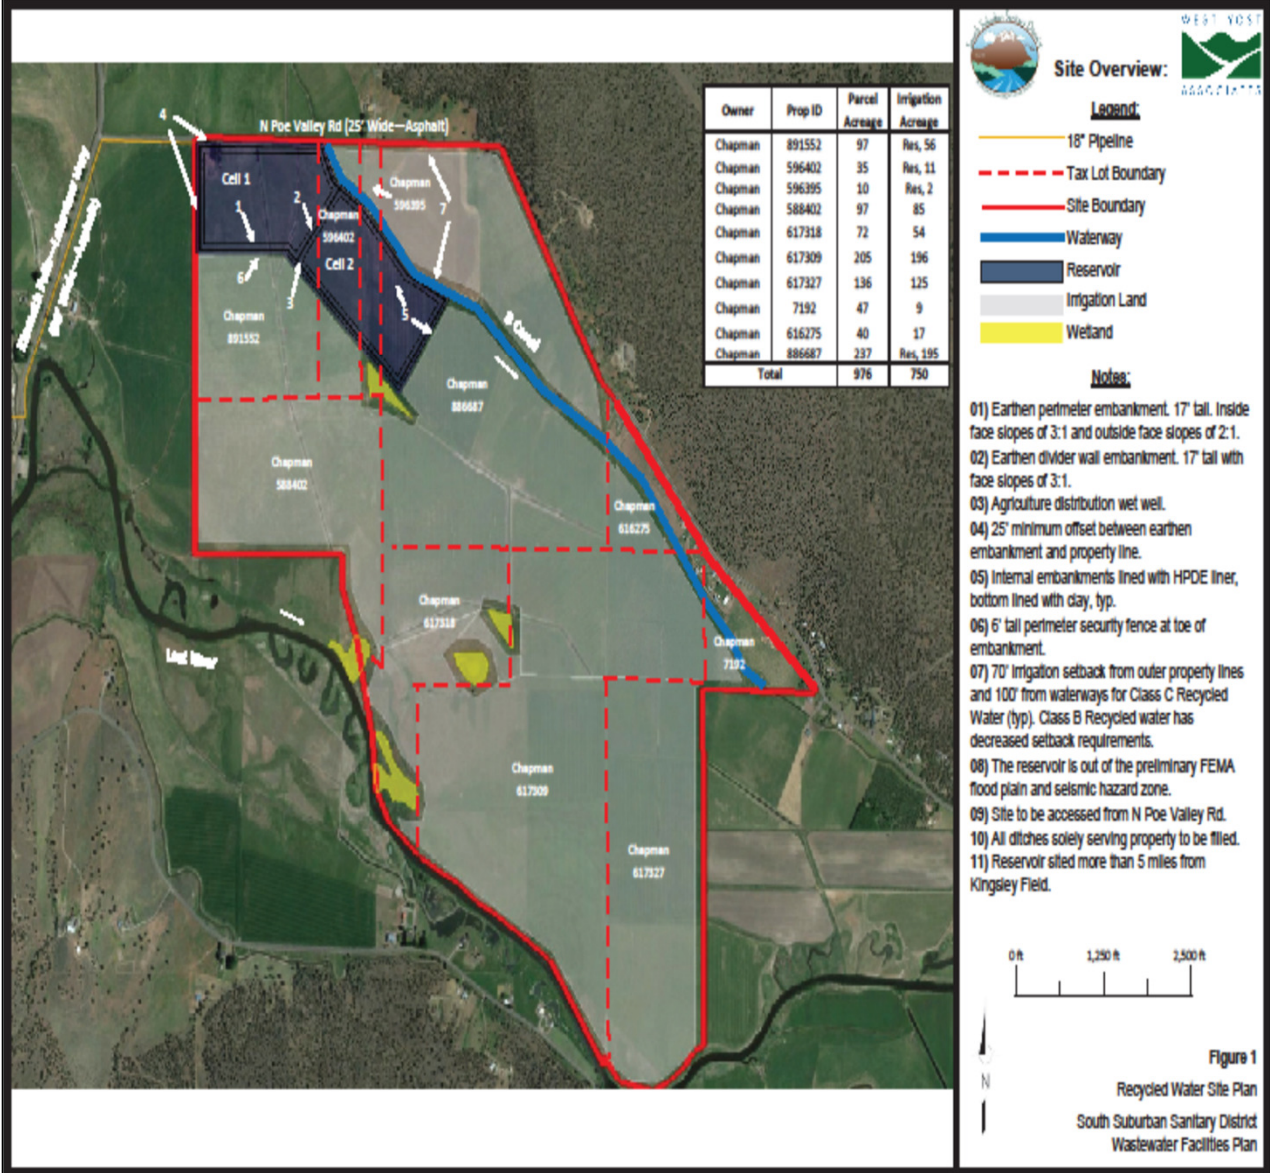 WEST YOST
ASSOCIATES
Site Overview:
Legend:
18" Pipeline
Tax Lot Boundary
Site Boundary
Waterway
Reservoir
Irrigation Land
Wetland
Notes:
01) Earthen perimeter embankment. 17' tall. Inside
face slopes of 3:1 and outside face slopes of 2:1.
02) Earthen divider wall embankment. 17' tall with
face slopes of 3:1.
03) Agriculture distribution wet well.
04) 25' minimum offset between earthen
embankment and property line.
05) Internal embankments lined with HPDE liner,
bottom lined with clay, typ.
06) 6' tall perimeter security fence at toe of
embankment.
07) 70' irrigation setback from outer property lines
and 100' from waterways for Class C Recycled
Water (typ). Class B Recycled water has
decreased setback requirements.
08) The reservoir is out of the preliminary FEMA
flood plain and seismic hazard zone.
09) Site to be accessed from N Poe Valley Rd.
10) All ditches solely serving property to be filled.
11) Reservoir sited more than 5 miles from
Kingsley Field.
0 ft 1,250 ft 2,500 ft
N
Figure 1
Recycled Water Site Plan
South Suburban Sanitary District
Wastewater Facilities Plan
Owner Prop ID Parcel Acreage Irrigation Acreage
Chapman 891552 97 Res, 56
Chapman 596402 35 Res, 11
Chapman 596395 10 Res, 2
Chapman 588402 97 85
Chapman 617318 72 54
Chapman 617309 205 196
Chapman 617327 136 125
Chapman 7192 47 9
Chapman 616275 40 17
Chapman 886687 237 Res, 195
Total 976 750
N Poe Valley Rd (25' Wide—Asphalt)
4
Cell 1
1
2
Chapman
596402
Cell 2
Chapman
596395
7
6
3
5
Chapman
891552
B Canal
Chapman
886687
Chapman
588402
Chapman
616275
Chapman
617318
Chapman
7192
Lost River
Chapman
617309
Chapman
617327